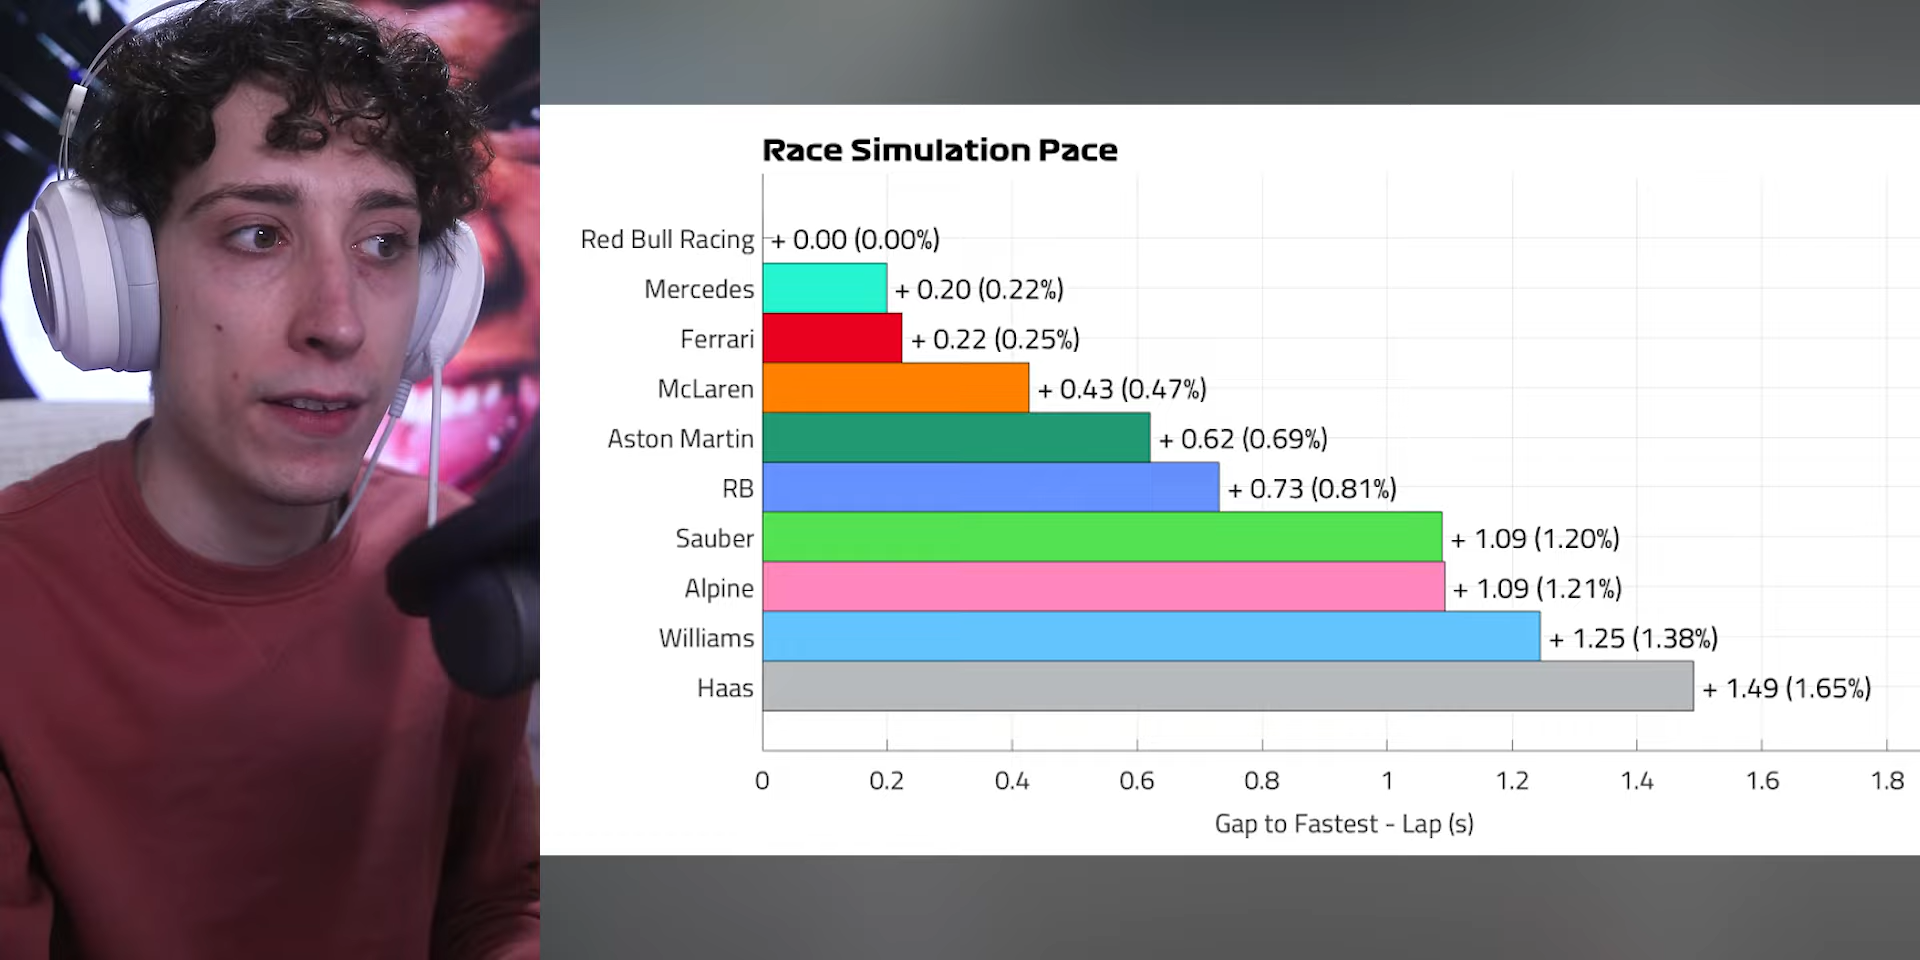 Race Simulation Pace
Red Bull Racing + 0.00 (0.00%)
Mercedes + 0.20 (0.22%)
Ferrari + 0.22 (0.25%)
McLaren + 0.43 (0.47%)
Aston Martin + 0.62 (0.69%)
RB + 0.73 (0.81%)
Sauber + 1.09 (1.20%)
Alpine + 1.09 (1.21%)
Williams + 1.25 (1.38%)
Haas + 1.49 (1.65%)
0 0.2 0.4 0.6 0.8 1 1.2 1.4 1.6 1.8
Gap to Fastest - Lap (s)